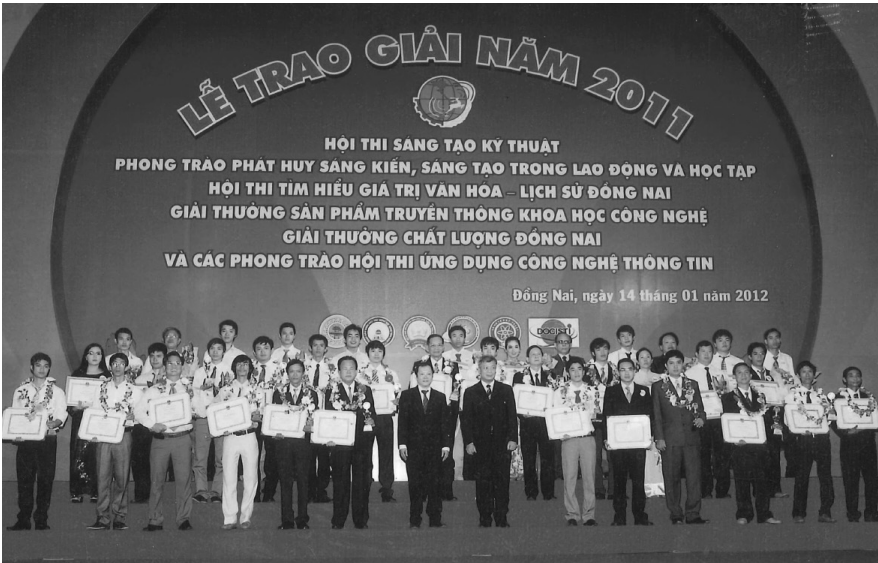 LỄ TRAO GIẢI NĂM 2011
HỘI THI SÁNG TẠO KỸ THUẬT
PHONG TRÀO PHÁT HUY SÁNG KIẾN, SÁNG TẠO TRONG LAO ĐỘNG VÀ HỌC TẬP
HỘI THI TÌM HIỂU GIÁ TRỊ VĂN HÓA – LỊCH SỬ ĐỒNG NAI
GIẢI THƯỞNG SẢN PHẨM TRUYỀN THÔNG KHOA HỌC CÔNG NGHỆ
GIẢI THƯỞNG CHẤT LƯỢNG ĐỒNG NAI
VÀ CÁC PHONG TRÀO HỘI THI ỨNG DỤNG CÔNG NGHỆ THÔNG TIN
Đồng Nai, ngày 14 tháng 01 năm 2012
DOGISTI